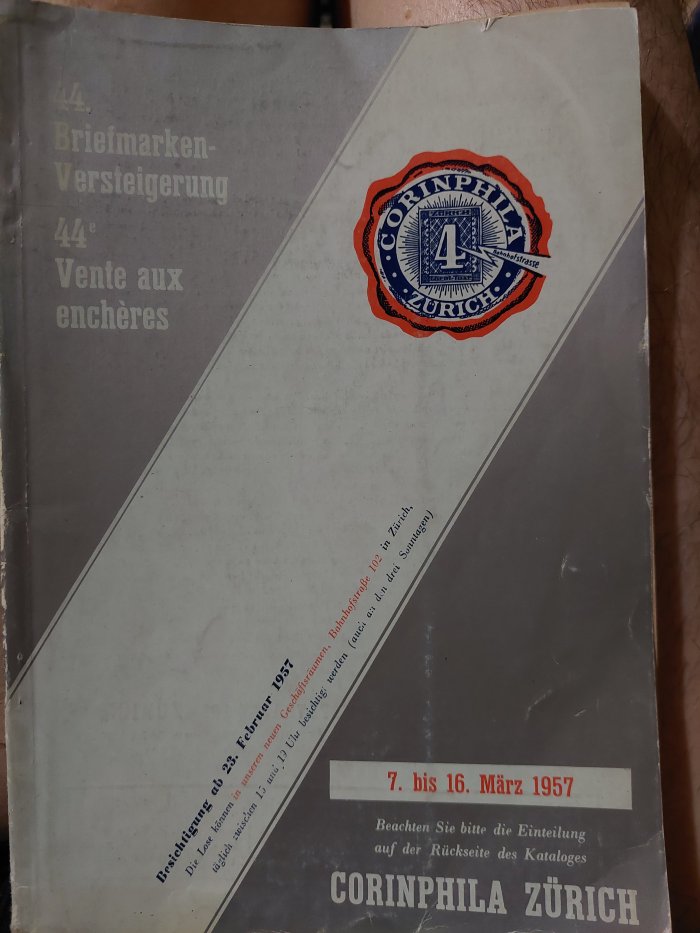 44.
Briefmarken-
Versteigerung
44e
Vente aux
enchères
CORINPHILA
4
Bahnhofstrasse
ZÜRICH
Besichtigung ab 23. Februar 1957
Die Lose können in unseren neuen Geschäftsräumen, Bahnhofstraße 102 in Zürich,
täglich zwischen 15 und 19 Uhr besichtigt werden (auch an den drei Sonntagen)
7. bis 16. März 1957
Beachten Sie bitte die Einteilung
auf der Rückseite des Kataloges
CORINPHILA ZÜRICH